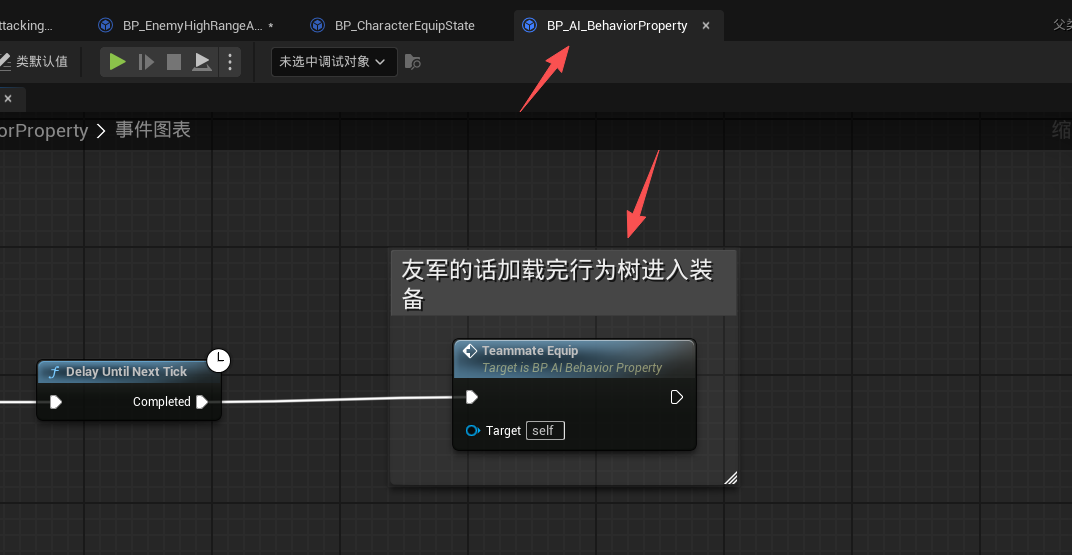 ttacking...
BP_EnemyHighRangeA... *
BP_CharacterEquipState
BP_AI_BehaviorProperty
父类
类默认值
未选中调试对象
orProperty > 事件图表
缩
友军的话加载完行为树进入装
备
Delay Until Next Tick
Completed
Teammate Equip
Target is BP AI Behavior Property
Target self